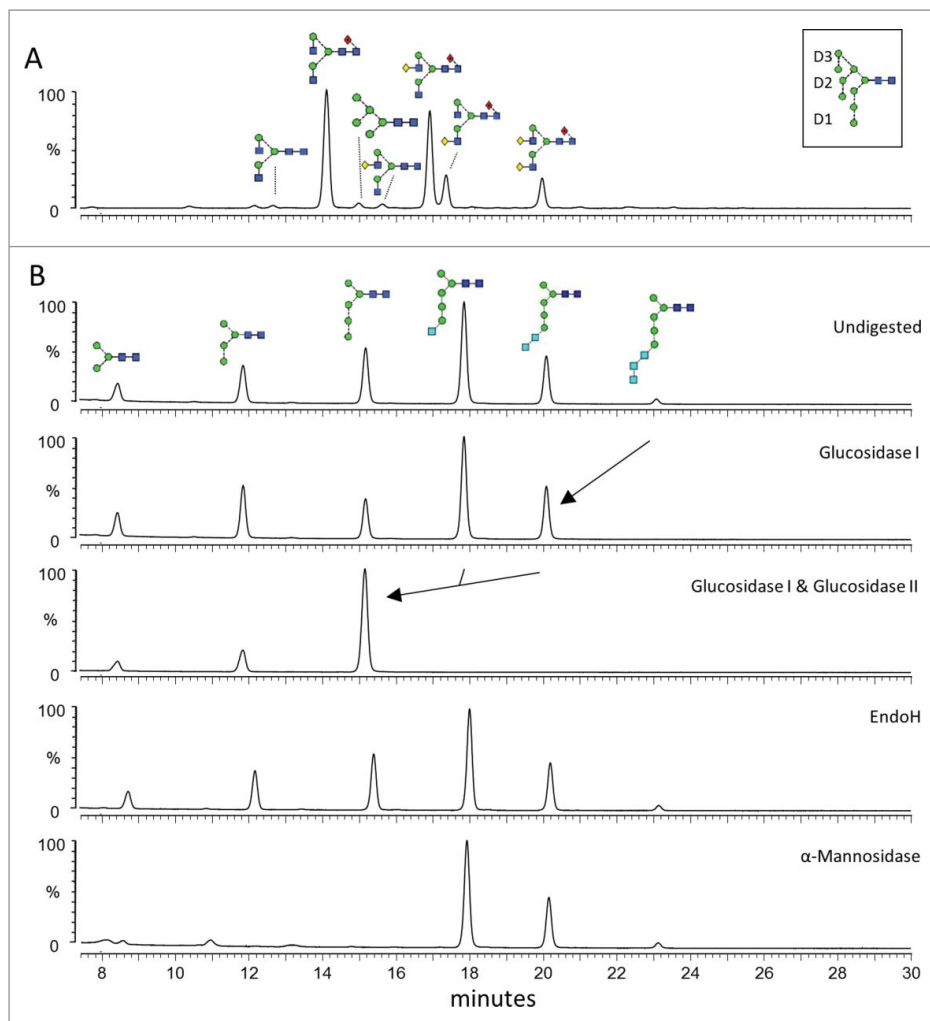 A
D3
D2
D1
100
%
0
B
100
%
0
Undigested
100
%
0
Glucosidase I
100
%
0
Glucosidase I & Glucosidase II
100
%
0
EndoH
100
%
0
α-Mannosidase
8 10 12 14 16 18 20 22 24 26 28 30
minutes